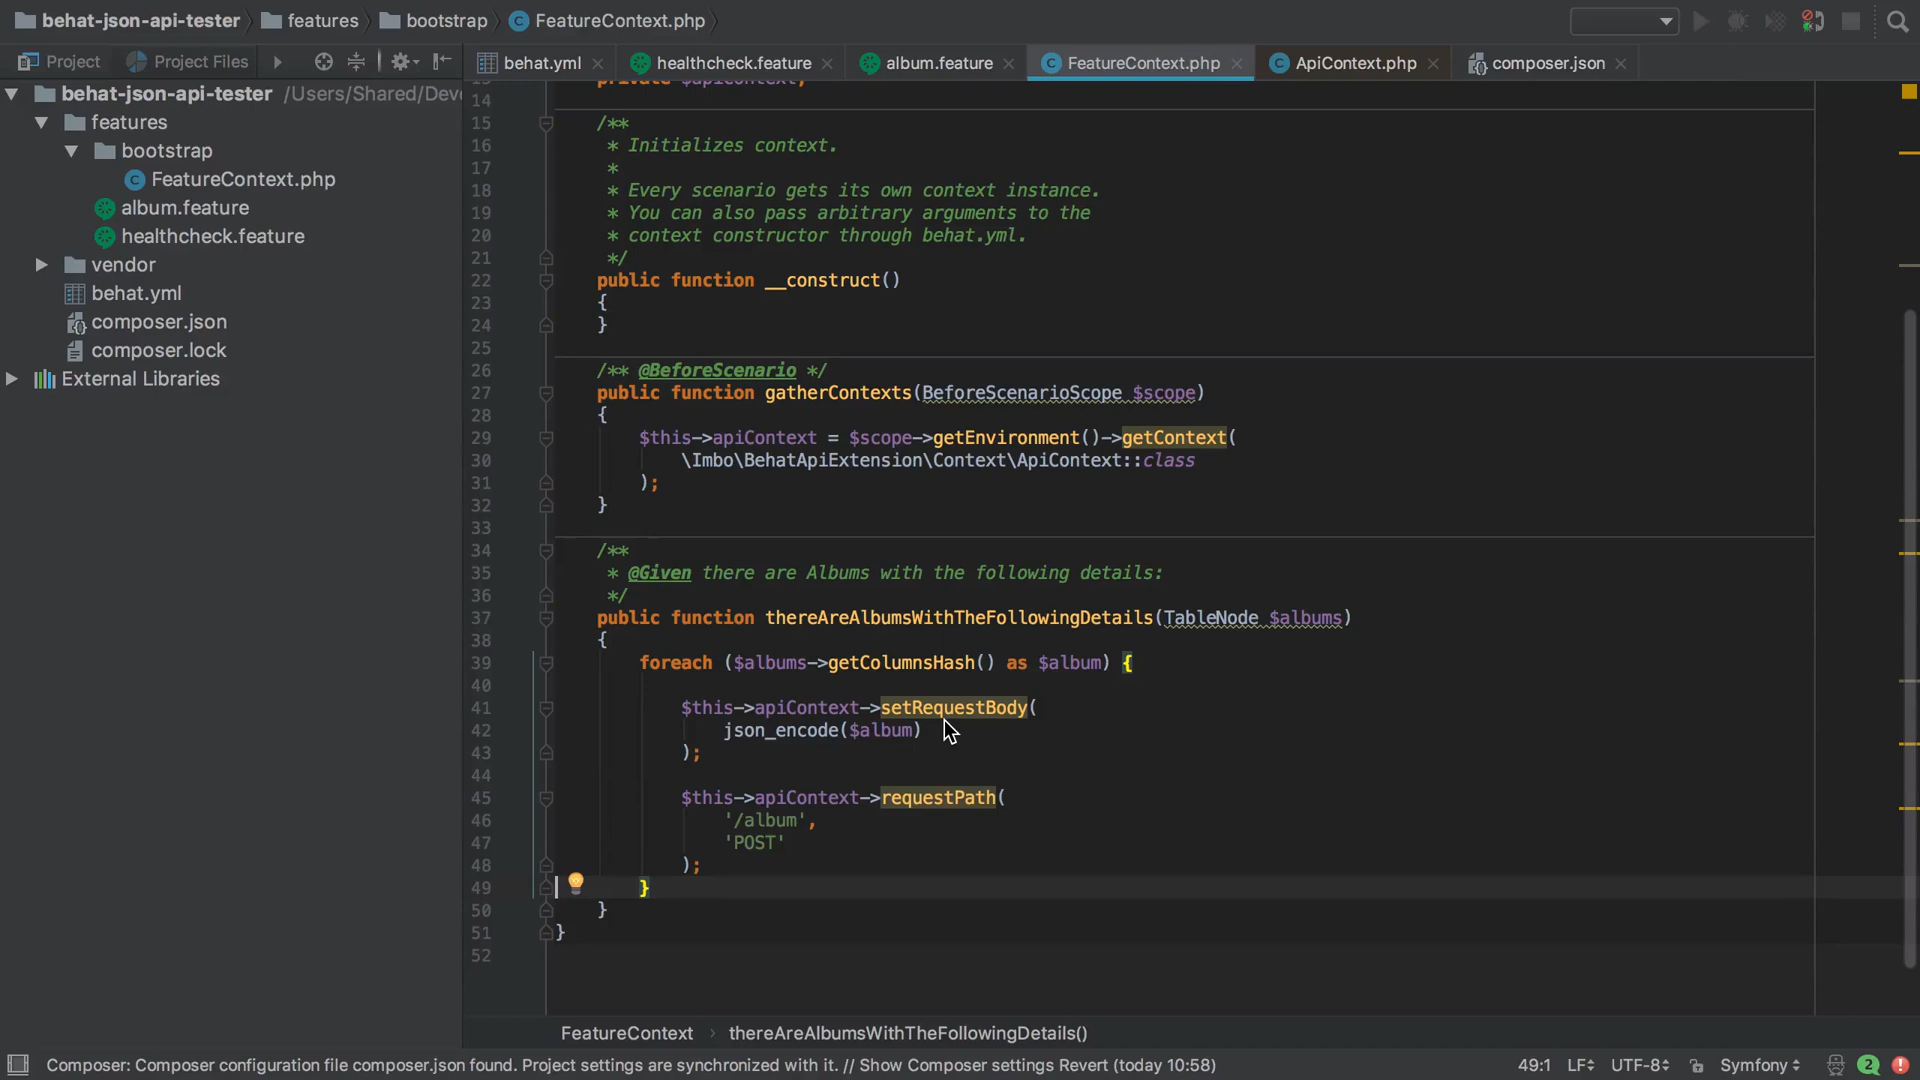 behat-json-api-tester features bootstrap FeatureContext.php
Project Project Files behat.yml healthcheck.feature album.feature FeatureContext.php ApiContext.php composer.json
behat-json-api-tester /Users/Shared/Deve
features
bootstrap
FeatureContext.php
album.feature
healthcheck.feature
vendor
behat.yml
composer.json
composer.lock
External Libraries
13 private $apiContext;
14
15 /**
16 * Initializes context.
17 *
18 * Every scenario gets its own context instance.
19 * You can also pass arbitrary arguments to the
20 * context constructor through behat.yml.
21 */
22 public function __construct()
23 {
24 }
25
26 /** @BeforeScenario */
27 public function gatherContexts(BeforeScenarioScope $scope)
28 {
29 $this->apiContext = $scope->getEnvironment()->getContext(
30 \Imbo\BehatApiExtension\Context\ApiContext::class
31 );
32 }
33
34 /**
35 * @Given there are Albums with the following details:
36 */
37 public function thereAreAlbumsWithTheFollowingDetails(TableNode $albums)
38 {
39 foreach ($albums->getColumnsHash() as $album) {
40
41 $this->apiContext->setRequestBody(
42 json_encode($album)
43 );
44
45 $this->apiContext->requestPath(
46 '/album',
47 'POST'
48 );
49 }
50 }
51 }
52
FeatureContext thereAreAlbumsWithTheFollowingDetails()
Composer: Composer configuration file composer.json found. Project settings are synchronized with it. // Show Composer settings Revert (today 10:58) 49:1 LF UTF-8 Symfony 2